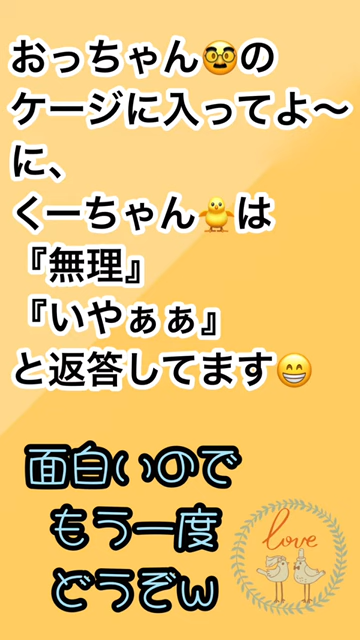 おっちゃん🥸の
ケージに入ってよ〜
に、
くーちゃん🐥は
『無理』
『いやぁぁ』
と返答してます😁
面白いので
もう一度
どうぞw
love